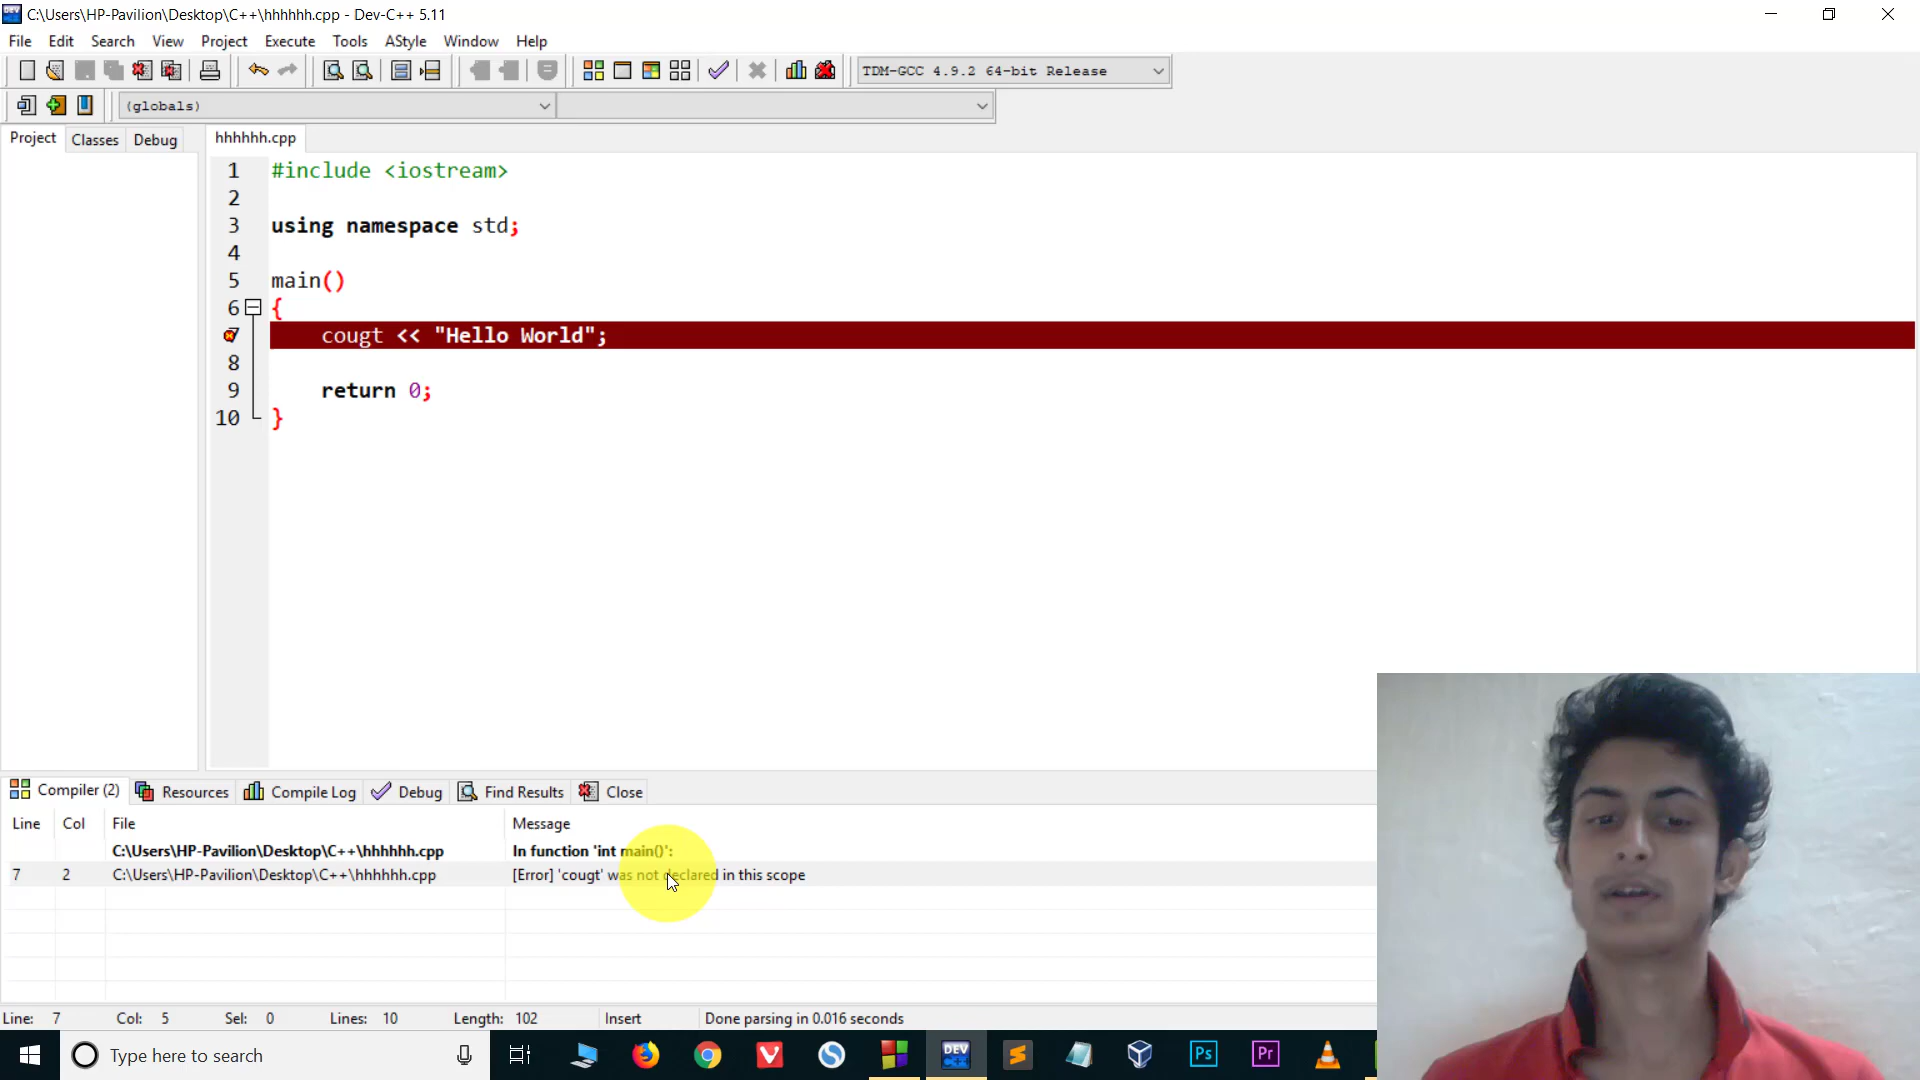 C:\Users\HP-Pavilion\Desktop\C++\hhhhhh.cpp - Dev-C++ 5.11
File Edit Search View Project Execute Tools AStyle Window Help
TDM-GCC 4.9.2 64-bit Release
(globals)
Project Classes Debug
hhhhhh.cpp
1 #include <iostream>
2
3 using namespace std;
4
5 main()
6 {
7 cougt << "Hello World";
8
9 return 0;
10 }
Compiler (2) Resources Compile Log Debug Find Results Close
Line Col File Message
C:\Users\HP-Pavilion\Desktop\C++\hhhhhh.cpp In function 'int main()':
7 2 C:\Users\HP-Pavilion\Desktop\C++\hhhhhh.cpp [Error] 'cougt' was not declared in this scope
Line: 7 Col: 5 Sel: 0 Lines: 10 Length: 102 Insert Done parsing in 0.016 seconds
Type here to search
DEV
C++
Ps
Pr